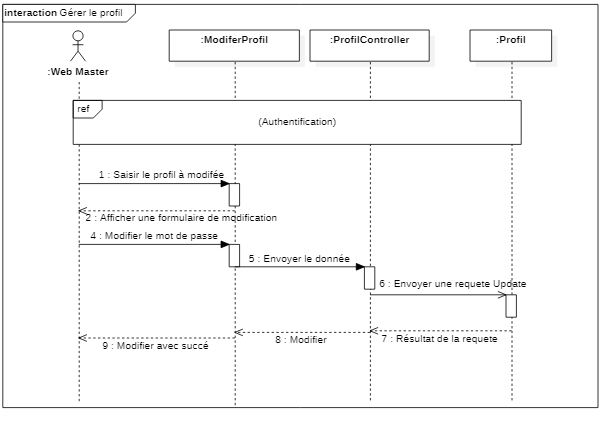 interaction Gérer le profil
:Web Master
:ModiferProfil
:ProfilController
:Profil
ref
(Authentification)
1 : Saisir le profil à modifée
2 : Afficher une formulaire de modification
4 : Modifier le mot de passe
5 : Envoyer le donnée
6 : Envoyer une requete Update
7 : Résultat de la requete
8 : Modifier
9 : Modifier avec succé